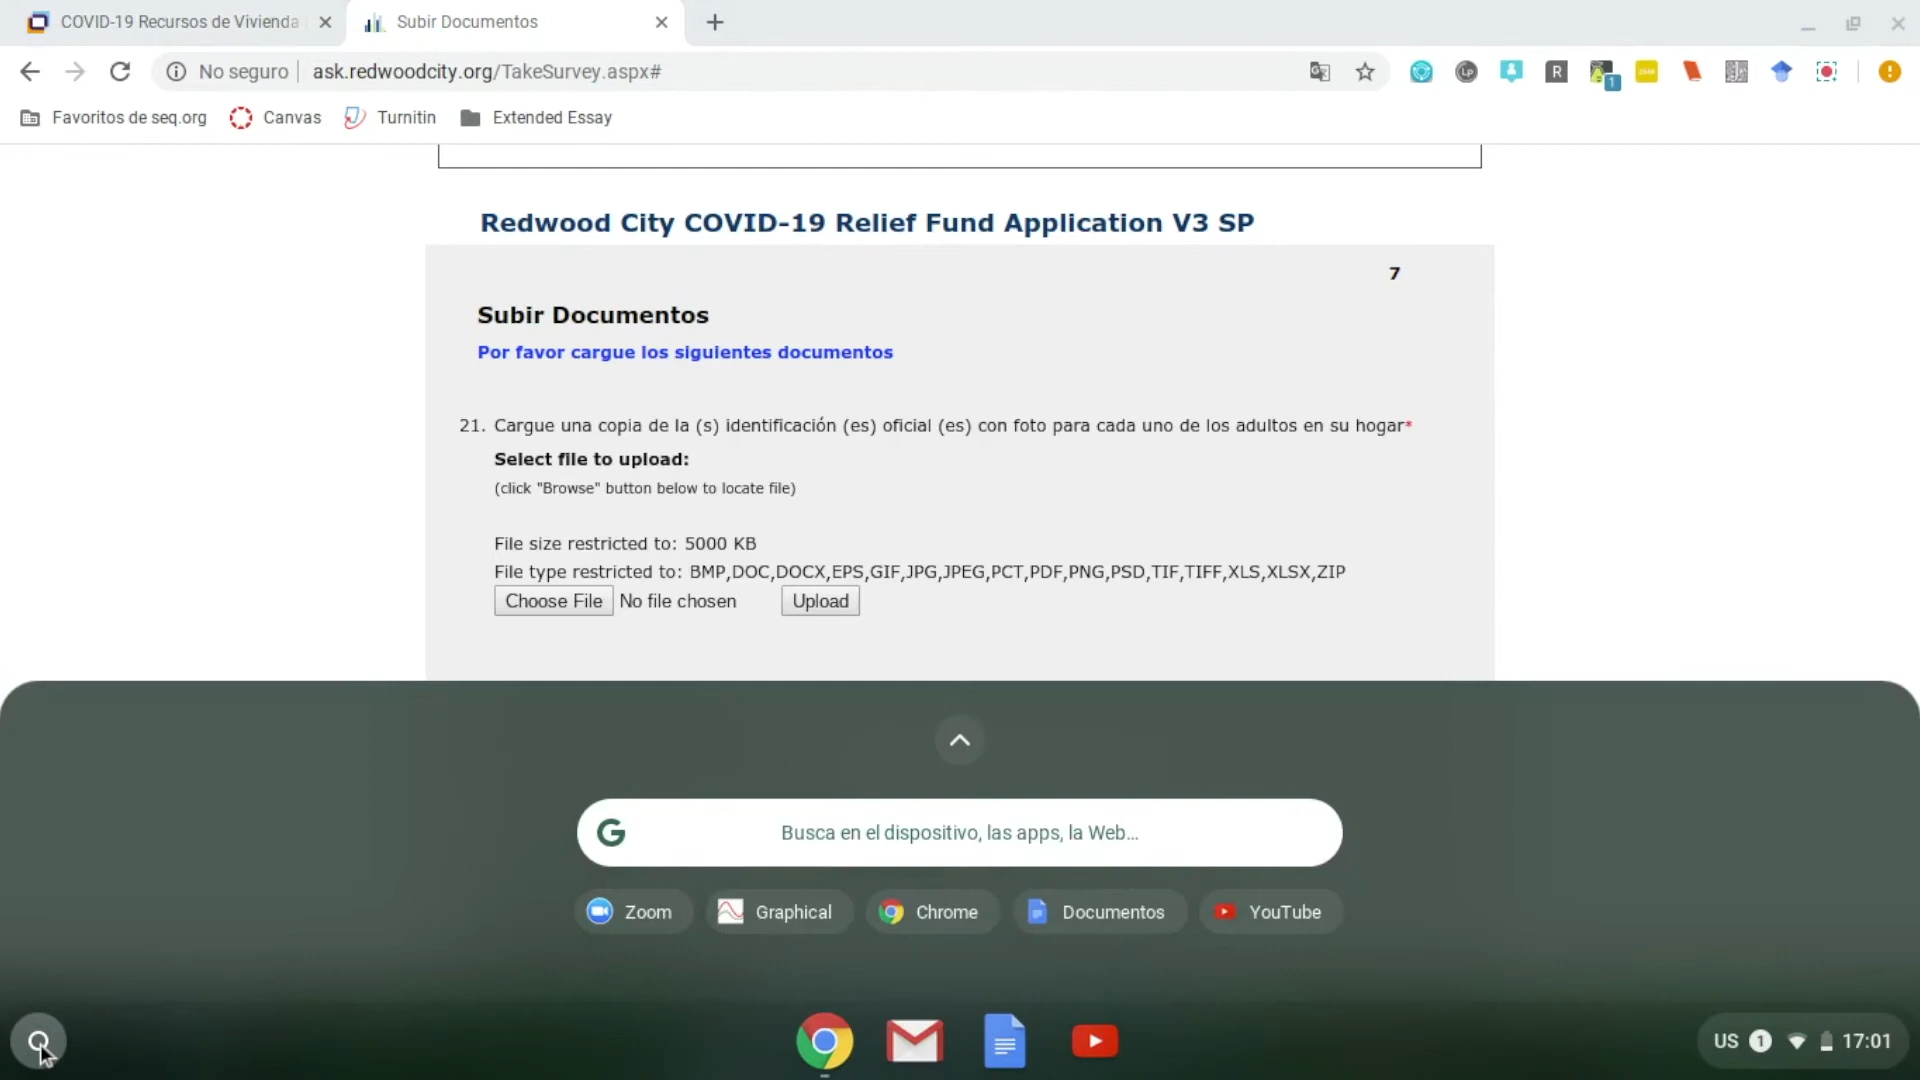 COVID-19 Recursos de Vivienda
Subir Documentos
No seguro
ask.redwoodcity.org/TakeSurvey.aspx#
Lp
R
1
Favoritos de seq.org
Canvas
Turnitin
Extended Essay
Redwood City COVID-19 Relief Fund Application V3 SP
7
Subir Documentos
Por favor cargue los siguientes documentos
21. Cargue una copia de la (s) identificación (es) oficial (es) con foto para cada uno de los adultos en su hogar*
Select file to upload:
(click "Browse" button below to locate file)
File size restricted to: 5000 KB
File type restricted to: BMP,DOC,DOCX,EPS,GIF,JPG,JPEG,PCT,PDF,PNG,PSD,TIF,TIFF,XLS,XLSX,ZIP
Choose File No file chosen Upload
G Busca en el dispositivo, las apps, la Web...
Zoom
Graphical
Chrome
Documentos
YouTube
US 1 17:01